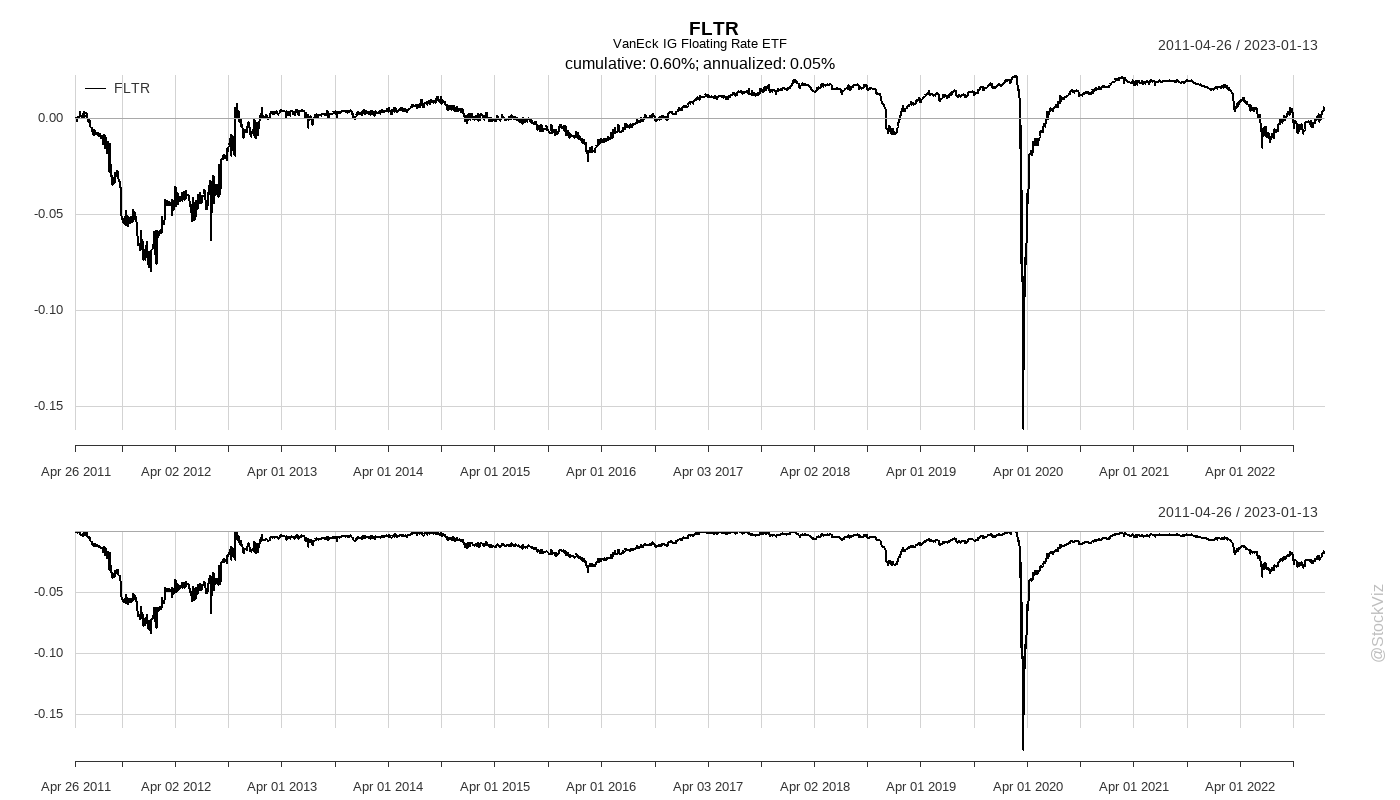 FLTR
VanEck IG Floating Rate ETF
cumulative: 0.60%; annualized: 0.05%
2011-04-26 / 2023-01-13
FLTR
0.00
-0.05
-0.10
-0.15
Apr 26 2011 Apr 02 2012 Apr 01 2013 Apr 01 2014 Apr 01 2015 Apr 01 2016 Apr 03 2017 Apr 02 2018 Apr 01 2019 Apr 01 2020 Apr 01 2021 Apr 01 2022
2011-04-26 / 2023-01-13
-0.05
-0.10
-0.15
Apr 26 2011 Apr 02 2012 Apr 01 2013 Apr 01 2014 Apr 01 2015 Apr 01 2016 Apr 03 2017 Apr 02 2018 Apr 01 2019 Apr 01 2020 Apr 01 2021 Apr 01 2022
@StockViz